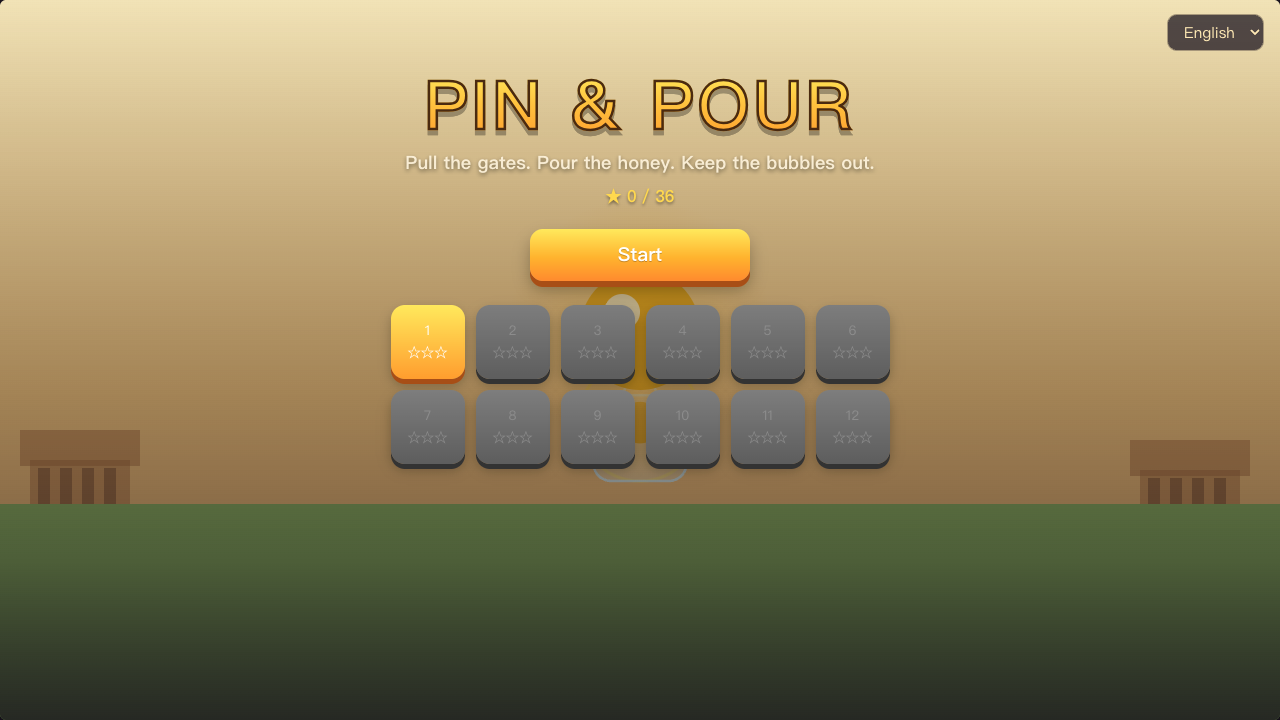 English
PIN & POUR
Pull the gates. Pour the honey. Keep the bubbles out.
★ 0 / 36
Start
1 2 3 4 5 6
☆☆☆ ☆☆☆ ☆☆☆ ☆☆☆ ☆☆☆ ☆☆☆
7 8 9 10 11 12
☆☆☆ ☆☆☆ ☆☆☆ ☆☆☆ ☆☆☆ ☆☆☆